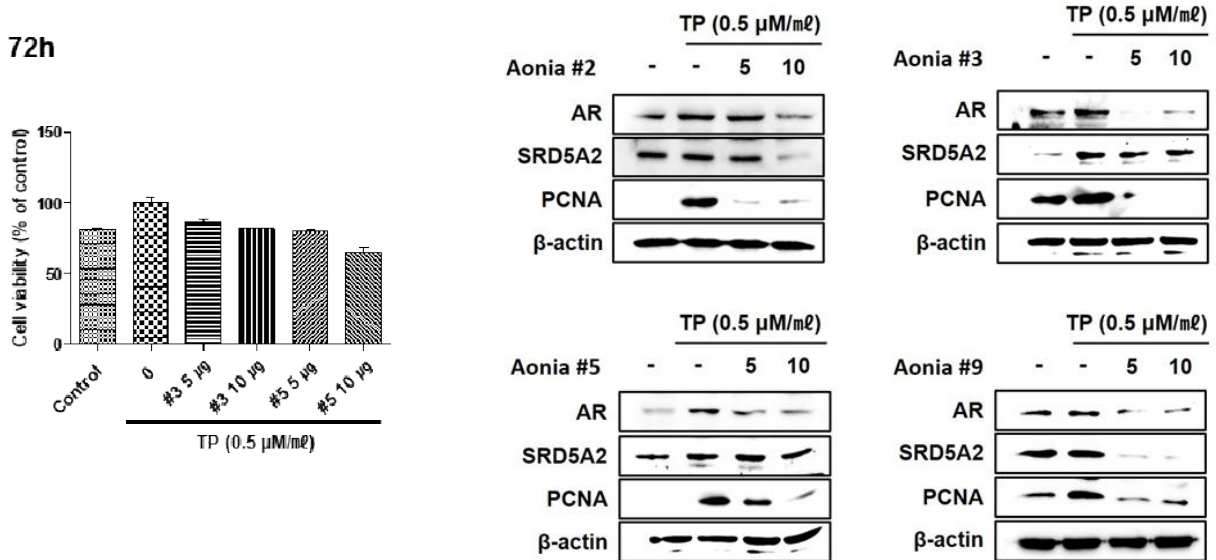 72h
Cell viability (% of control)
150
100
50
0
Control
0
#3 5 µg
#3 10 µg
#5 5 µg
#5 10 µg
TP (0.5 µM/㎖)
TP (0.5 µM/㎖)
Aonia #2 - - 5 10
AR
SRD5A2
PCNA
β-actin
TP (0.5 µM/㎖)
Aonia #3 - - 5 10
AR
SRD5A2
PCNA
β-actin
TP (0.5 µM/㎖)
Aonia #5 - - 5 10
AR
SRD5A2
PCNA
β-actin
TP (0.5 µM/㎖)
Aonia #9 - - 5 10
AR
SRD5A2
PCNA
β-actin